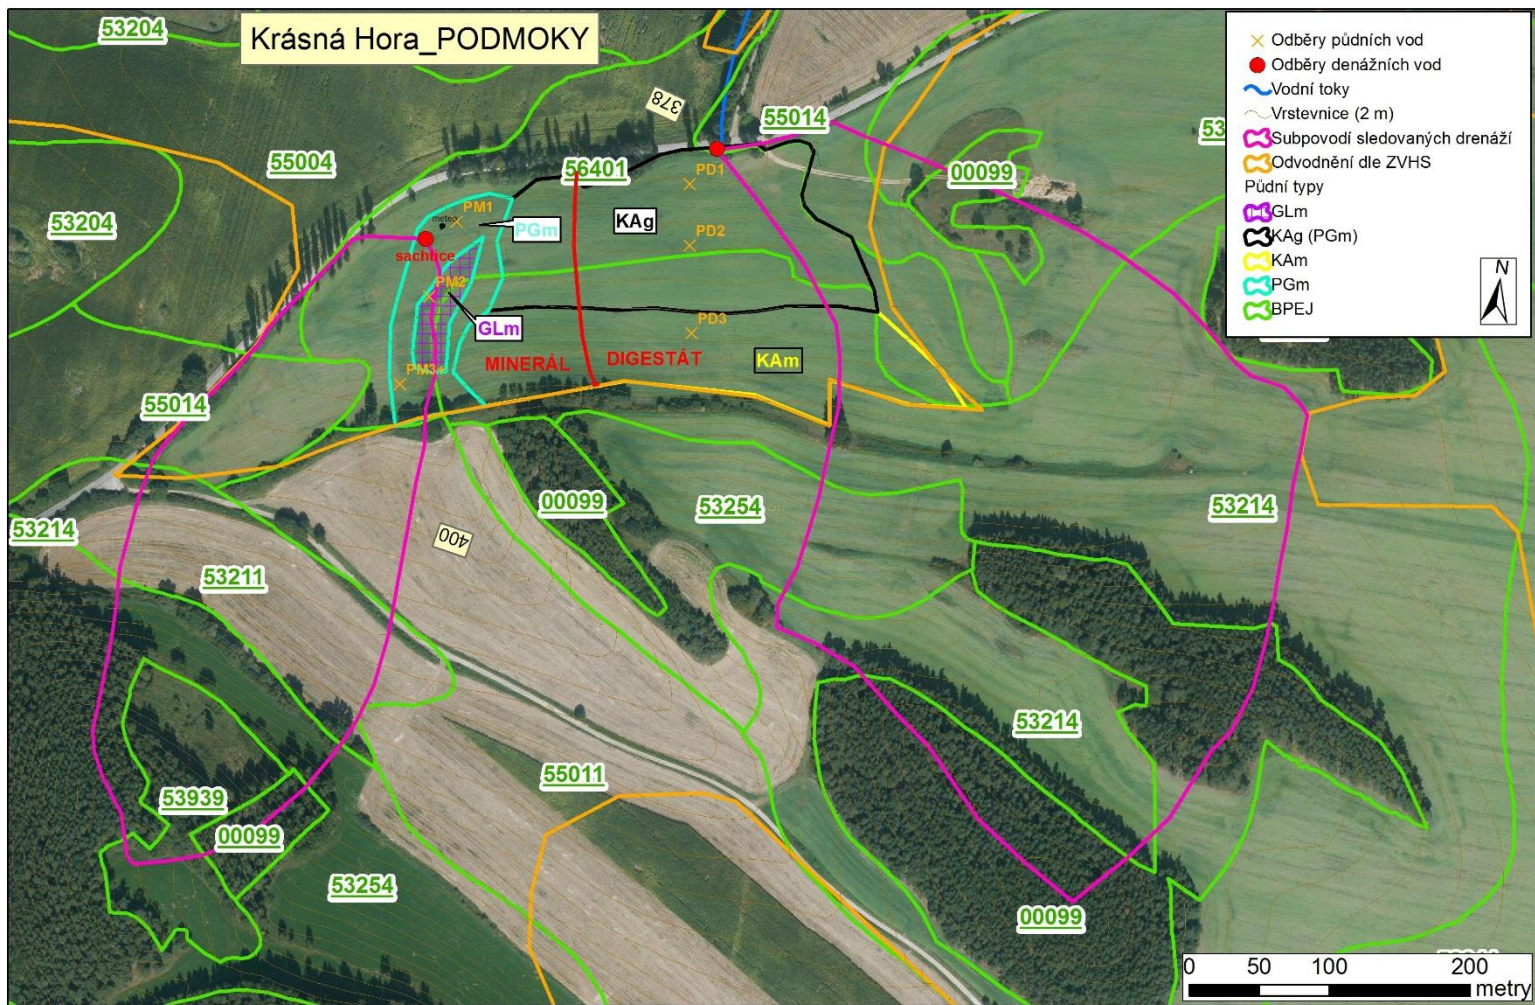 53204
Krásná Hora_PODMOKY
378
55014
55004
53204
56401
00099
53
PD1
PM1
meteo
PGm
KAg
PD2
sachtice
PM2
GLm
PD3
MINERÁL
DIGESTÁT
KAm
PM3
55014
53214
00099
53254
53214
400
53211
53214
55011
53939
00099
53254
00099
Odběry půdních vod
Odběry denážních vod
Vodní toky
Vrstevnice (2 m)
Subpovodí sledovaných drenáží
Odvodnění dle ZVHS
Půdní typy
GLm
KAg (PGm)
KAm
PGm
BPEJ
N
0 50 100 200
metry